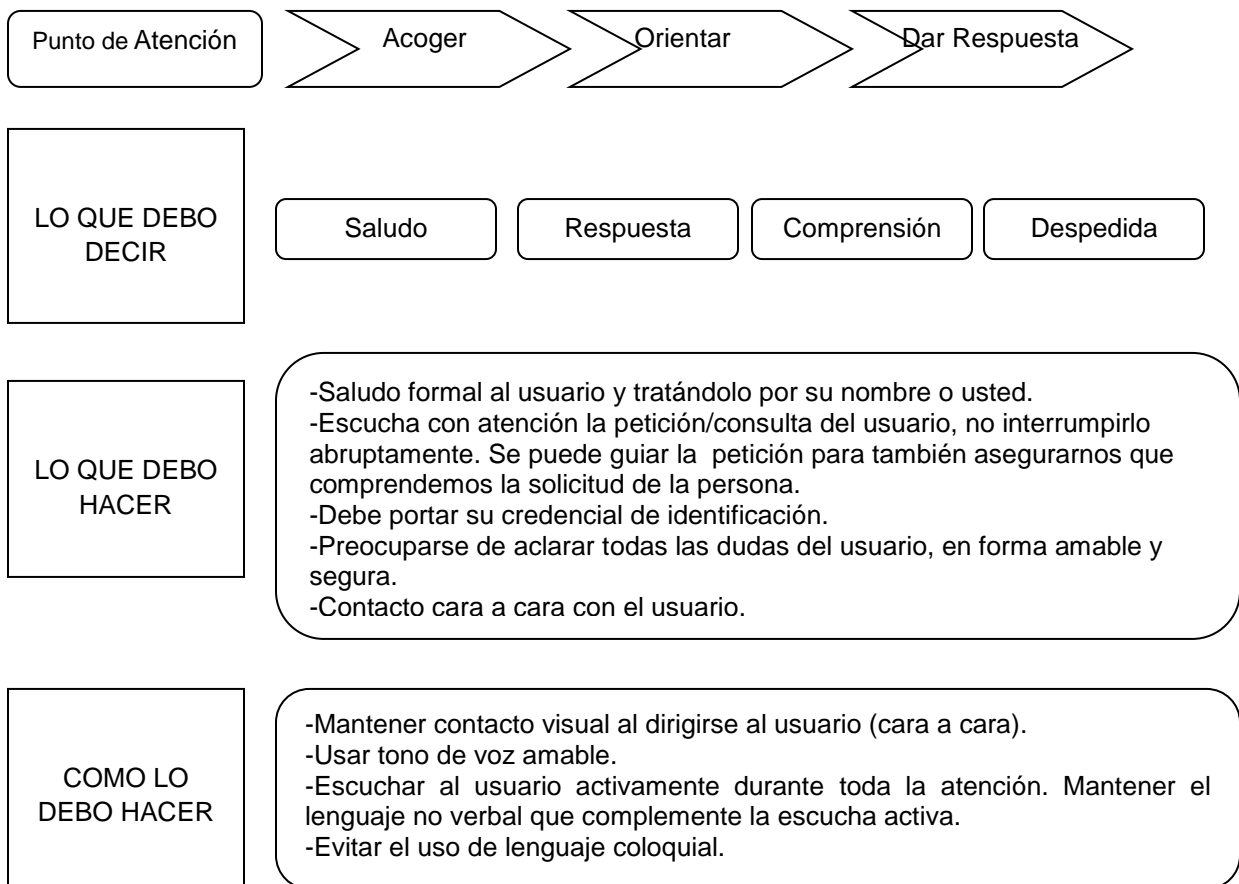 Punto de Atención
Acoger
Orientar
Dar Respuesta
LO QUE DEBO
DECIR
Saludo
Respuesta
Comprensión
Despedida
LO QUE DEBO
HACER
-Saludo formal al usuario y tratándolo por su nombre o usted.
-Escucha con atención la petición/consulta del usuario, no interrumpirlo
abruptamente. Se puede guiar la  petición para también asegurarnos que
comprendemos la solicitud de la persona.
-Debe portar su credencial de identificación.
-Preocuparse de aclarar todas las dudas del usuario, en forma amable y
segura.
-Contacto cara a cara con el usuario.
COMO LO
DEBO HACER
-Mantener contacto visual al dirigirse al usuario (cara a cara).
-Usar tono de voz amable.
-Escuchar al usuario activamente durante toda la atención. Mantener el
lenguaje no verbal que complemente la escucha activa.
-Evitar el uso de lenguaje coloquial.